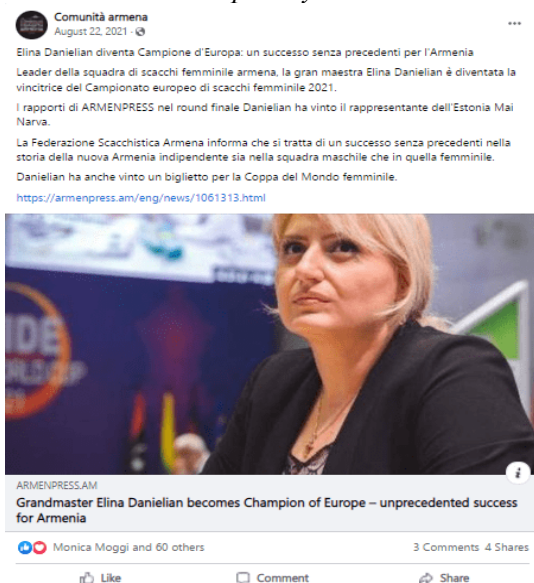 Comunità armena
August 22, 2021 ·
Elina Danielian diventa Campione d'Europa: un successo senza precedenti per l'Armenia
Leader della squadra di scacchi femminile armena, la gran maestra Elina Danielian è diventata la
vincitrice del Campionato europeo di scacchi femminile 2021.
I rapporti di ARMENPRESS nel round finale Danielian ha vinto il rappresentante dell'Estonia Mai
Narva.
La Federazione Scacchistica Armena informa che si tratta di un successo senza precedenti nella
storia della nuova Armenia indipendente sia nella squadra maschile che in quella femminile.
Danielian ha anche vinto un biglietto per la Coppa del Mondo femminile.
https://armenpress.am/eng/news/1061313.html
IDE
CUP
ARMENPRESS.AM
Grandmaster Elina Danielian becomes Champion of Europe – unprecedented success
for Armenia
Monica Moggi and 60 others
3 Comments 4 Shares
Like
Comment
Share